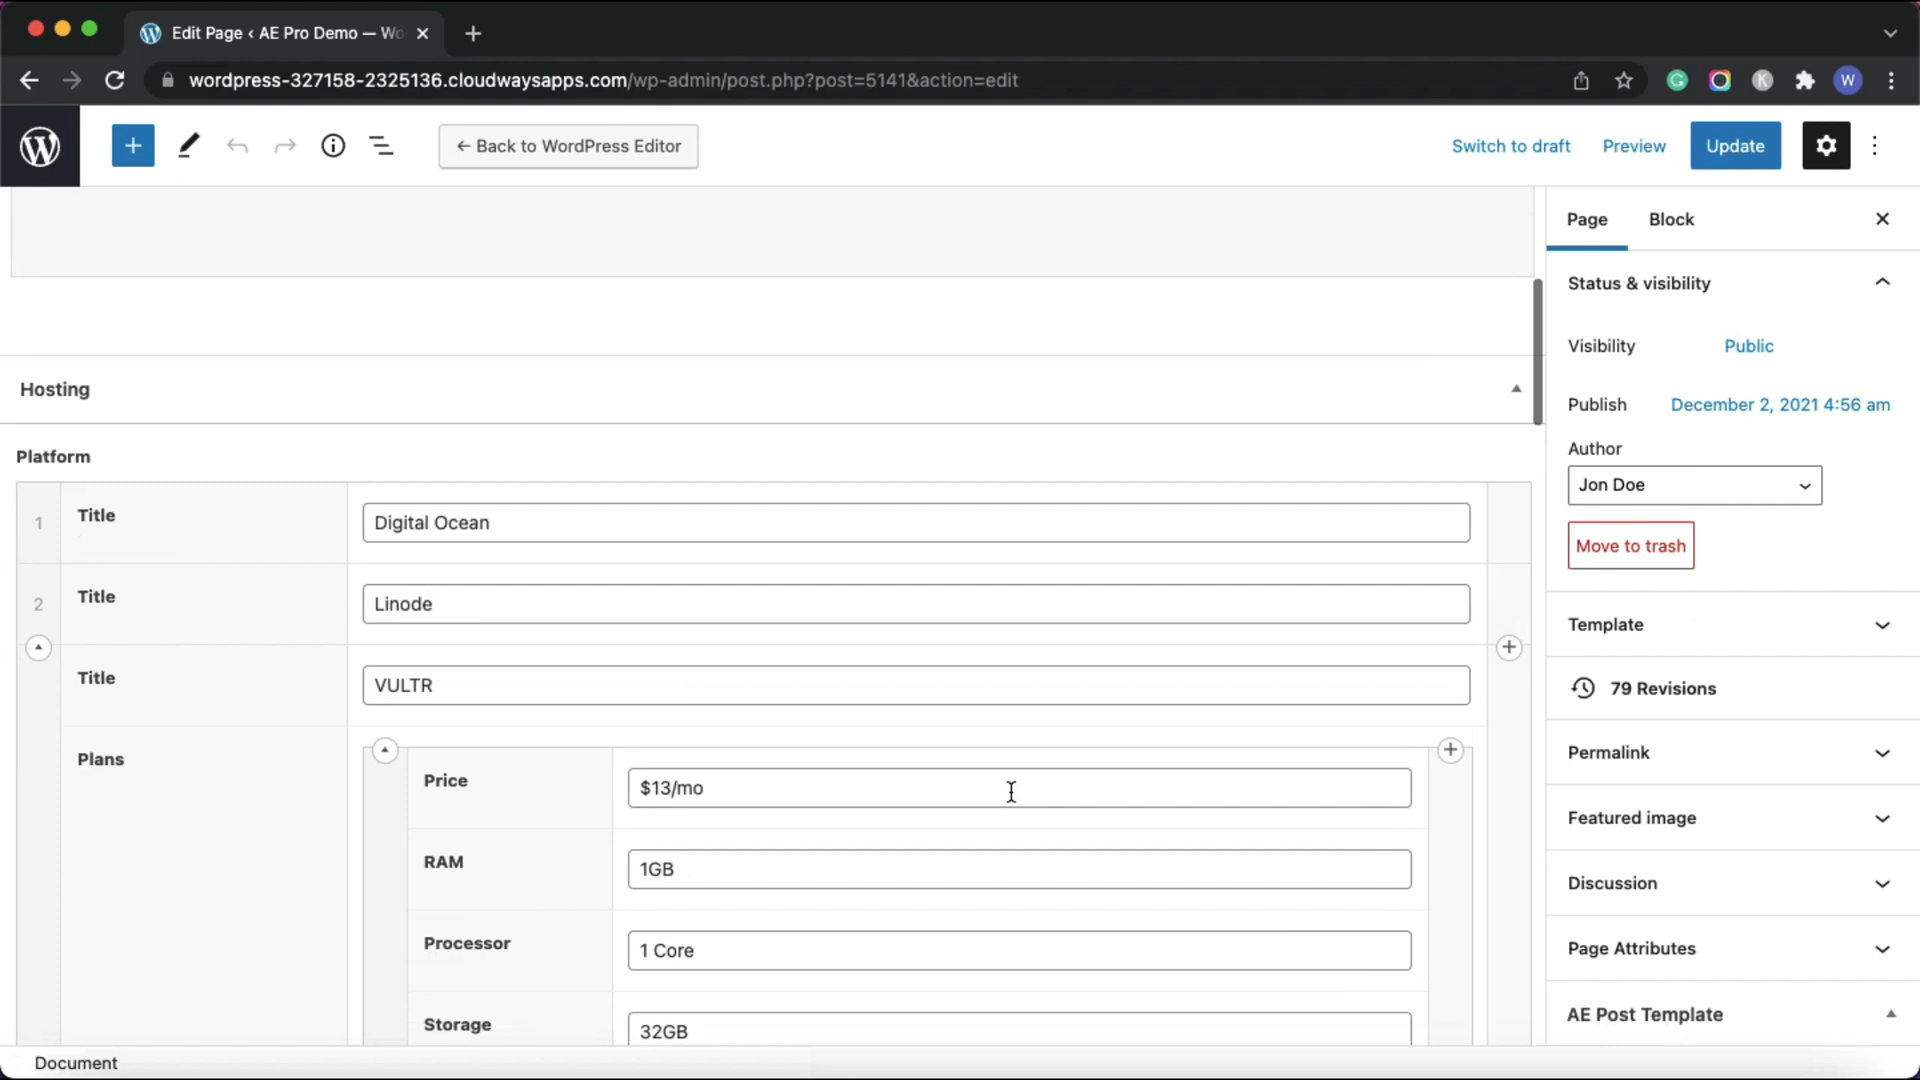 Edit Page ‹ AE Pro Demo — Wo
wordpress-327158-2325136.cloudwaysapps.com/wp-admin/post.php?post=5141&action=edit
W
← Back to WordPress Editor
Switch to draft
Preview
Update
Page
Block
Status & visibility
Visibility
Public
Publish
December 2, 2021 4:56 am
Author
Jon Doe
Move to trash
Template
79 Revisions
Permalink
Featured image
Discussion
Page Attributes
AE Post Template
Hosting
Platform
1
Title
Digital Ocean
2
Title
Linode
Title
VULTR
Plans
Price
$13/mo
RAM
1GB
Processor
1 Core
Storage
32GB
Document